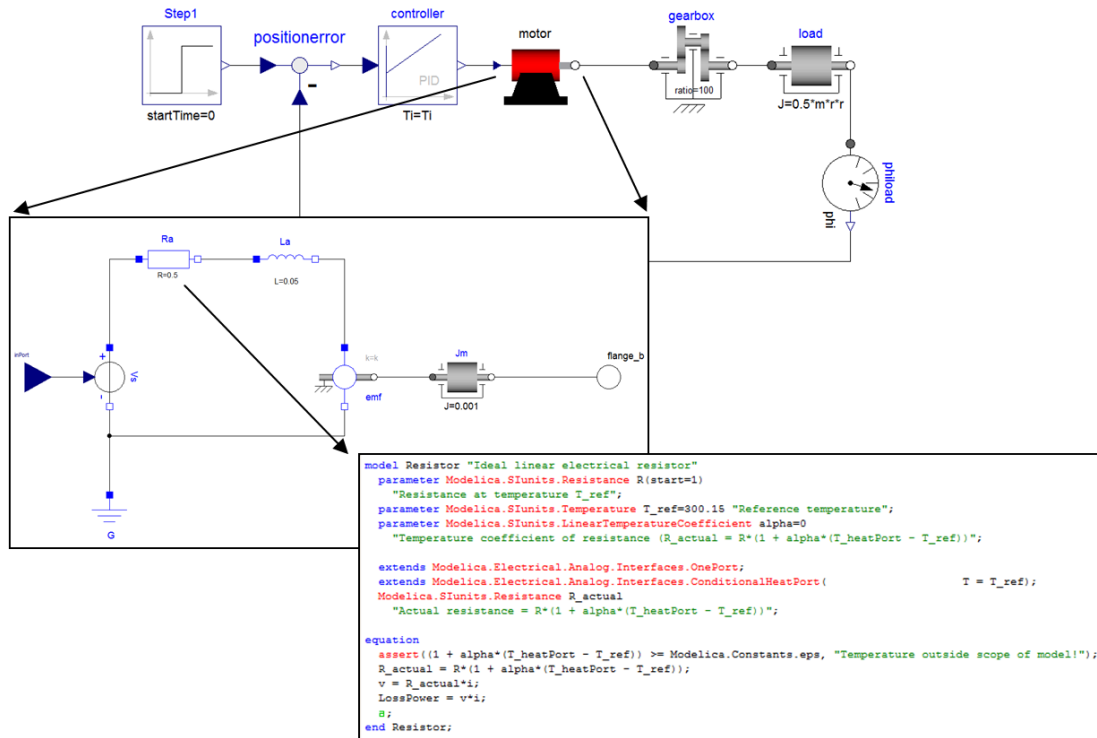 Step1
positionerror
controller
motor
gearbox
load
PID
ratio=100
startTime=0
-
Ti=Ti
J=0.5*m*r*r
phiload
phi
Ra
La
R=0.5
L=0.05
inPort
+
Vs
-
k=k
emf
Jm
J=0.001
flange_b
G
model Resistor "Ideal linear electrical resistor"
parameter Modelica.SIunits.Resistance R(start=1)
"Resistance at temperature T_ref";
parameter Modelica.SIunits.Temperature T_ref=300.15 "Reference temperature";
parameter Modelica.SIunits.LinearTemperatureCoefficient alpha=0
"Temperature coefficient of resistance (R_actual = R*(1 + alpha*(T_heatPort - T_ref))";
extends Modelica.Electrical.Analog.Interfaces.OnePort;
extends Modelica.Electrical.Analog.Interfaces.ConditionalHeatPort( T = T_ref);
Modelica.SIunits.Resistance R_actual
"Actual resistance = R*(1 + alpha*(T_heatPort - T_ref))";
equation
assert((1 + alpha*(T_heatPort - T_ref)) >= Modelica.Constants.eps, "Temperature outside scope of model!");
R_actual = R*(1 + alpha*(T_heatPort - T_ref));
v = R_actual*i;
LossPower = v*i;
a;
end Resistor;